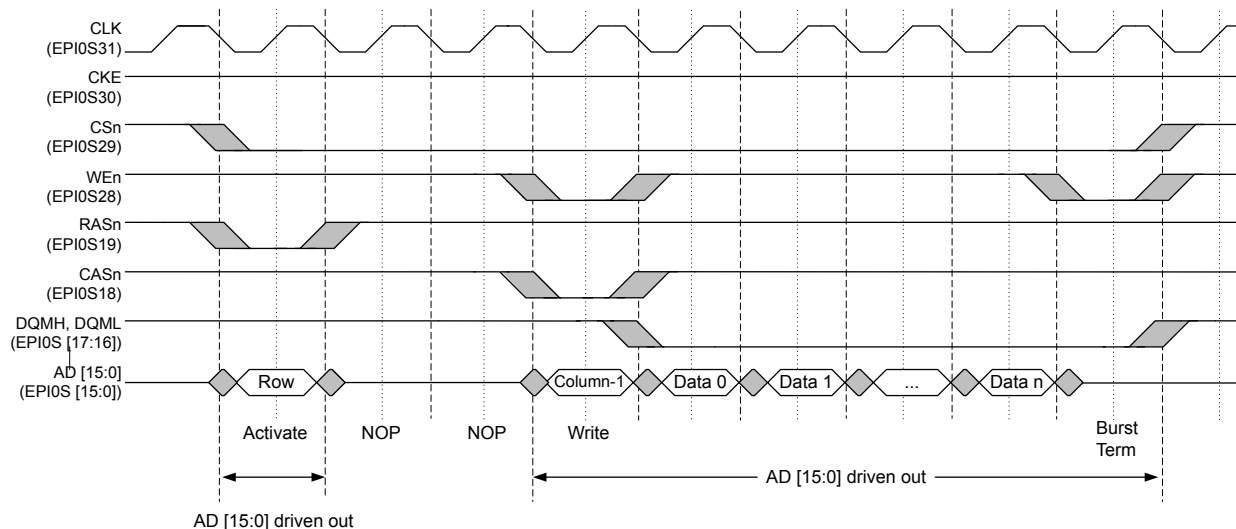 CLK
(EPI0S31)
CKE
(EPI0S30)
CSn
(EPI0S29)
WEn
(EPI0S28)
RASn
(EPI0S19)
CASn
(EPI0S18)
DQMH, DQML
(EPI0S [17:16])
AD [15:0]
(EPI0S [15:0])
Row
Column-1
Data 0
Data 1
...
Data n
Activate
NOP
NOP
Write
Burst
Term
AD [15:0] driven out
AD [15:0] driven out